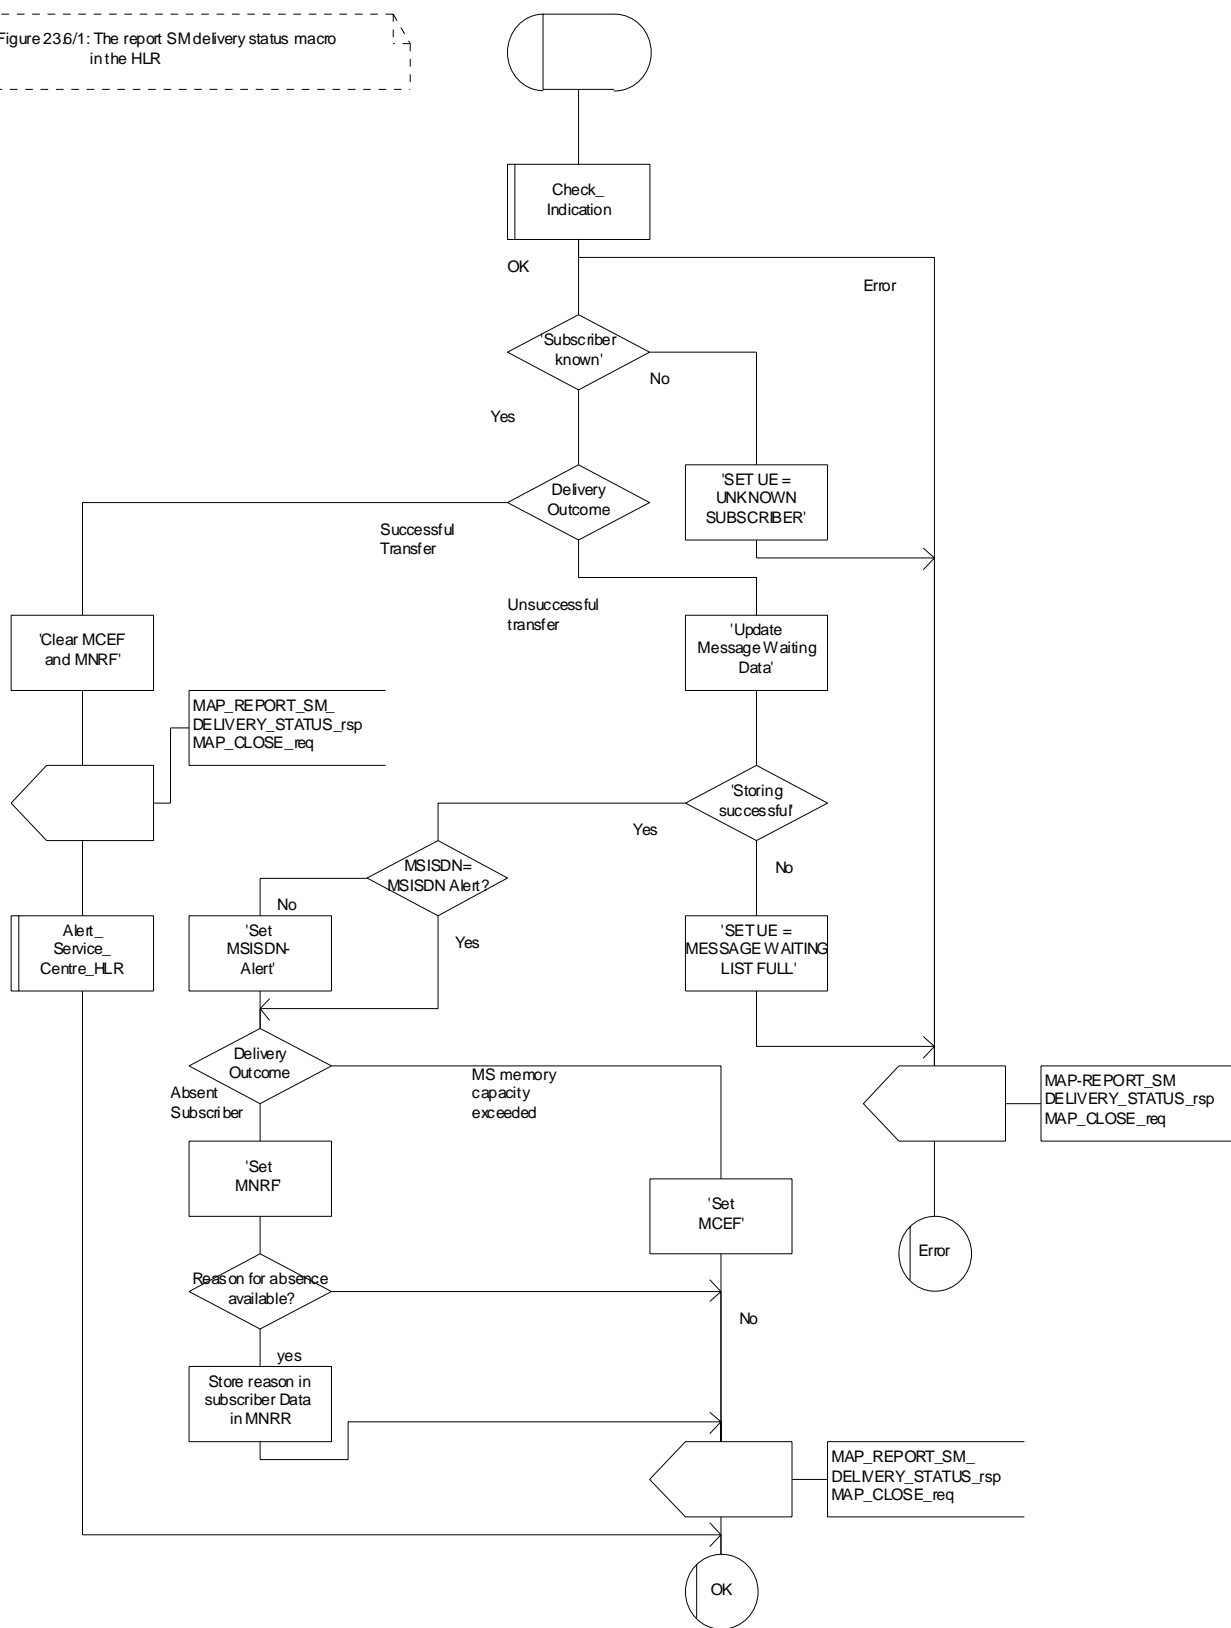 Figure 23.6/1: The report SM delivery status macro
in the HLR
Check_
Indication
OK
Error
'Subscriber
known'
No
Yes
Delivery
Outcome
'SET UE =
UNKNOWN
SUBSCRIBER'
Successful
Transfer
Unsuccessful
transfer
'Clear MCEF
and MNRF'
'Update
Message Waiting
Data'
MAP_REPORT_SM_
DELIVERY_STATUS_rsp
MAP_CLOSE_req
'Storing
successful'
Yes
No
MSISDN=
MSISDN Alert?
No
Yes
Alert_
Service_
Centre_HLR
'Set
MSISDN-
Alert'
'SET UE =
MESSAGE WAITING
LIST FULL'
Delivery
Outcome
Absent
Subscriber
MS memory
capacity
exceeded
MAP-REPORT_SM
DELIVERY_STATUS_rsp
MAP_CLOSE_req
'Set
MNRF'
'Set
MCEF'
Error
Reason for absence
available?
No
yes
Store reason in
subscriber Data
in MNRR
MAP_REPORT_SM_
DELIVERY_STATUS_rsp
MAP_CLOSE_req
OK